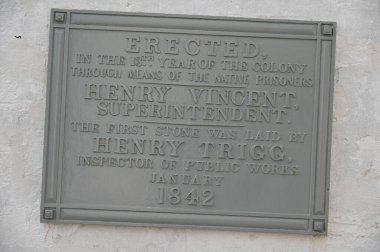 ERECTED,
IN THE 13TH YEAR OF THE COLONY
THROUGH MEANS OF THE NATIVE PRISONERS
HENRY VINCENT,
SUPERINTENDENT.
THE FIRST STONE WAS LAID BY
HENRY TRIGG,
INSPECTOR OF PUBLIC WORKS
JANUARY
1842